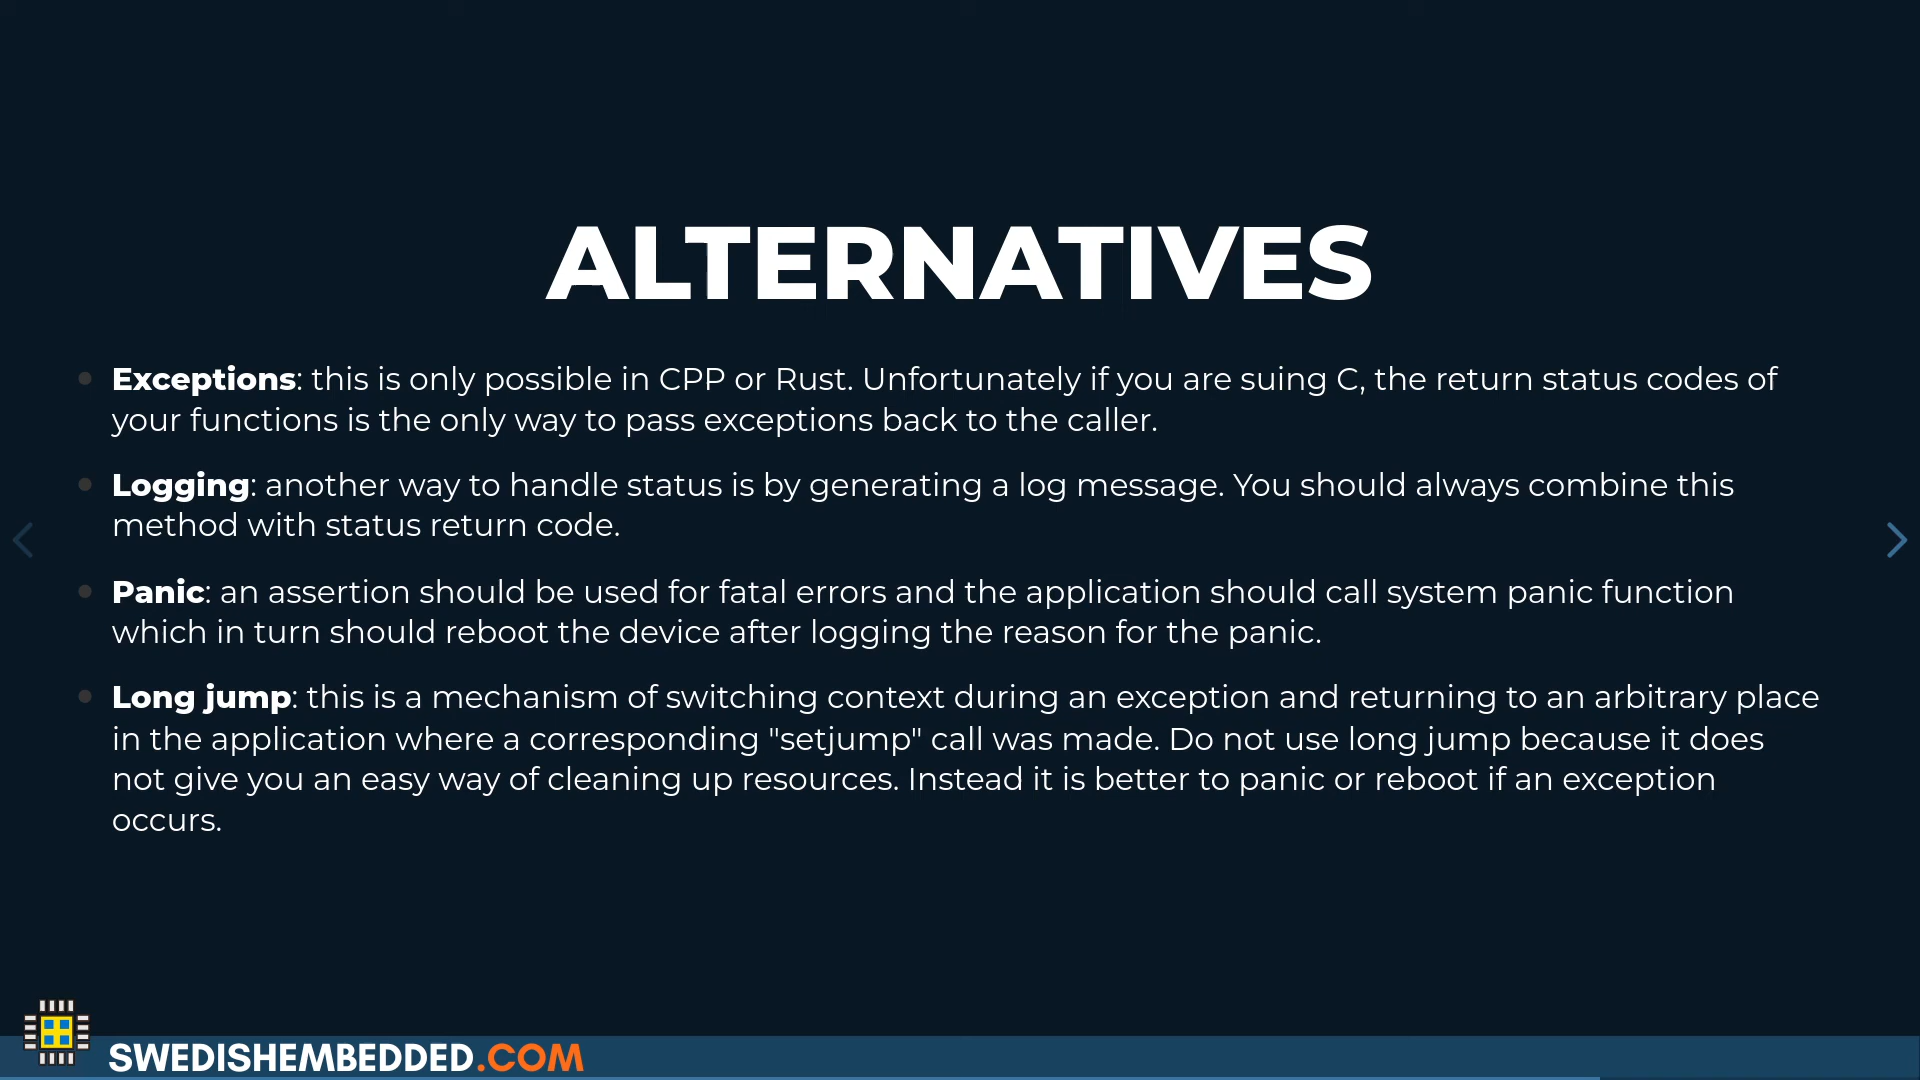 ALTERNATIVES
Exceptions: this is only possible in CPP or Rust. Unfortunately if you are suing C, the return status codes of
your functions is the only way to pass exceptions back to the caller.
Logging: another way to handle status is by generating a log message. You should always combine this
method with status return code.
Panic: an assertion should be used for fatal errors and the application should call system panic function
which in turn should reboot the device after logging the reason for the panic.
Long jump: this is a mechanism of switching context during an exception and returning to an arbitrary place
in the application where a corresponding "setjump" call was made. Do not use long jump because it does
not give you an easy way of cleaning up resources. Instead it is better to panic or reboot if an exception
occurs.
SWEDISHEMBEDDED.COM